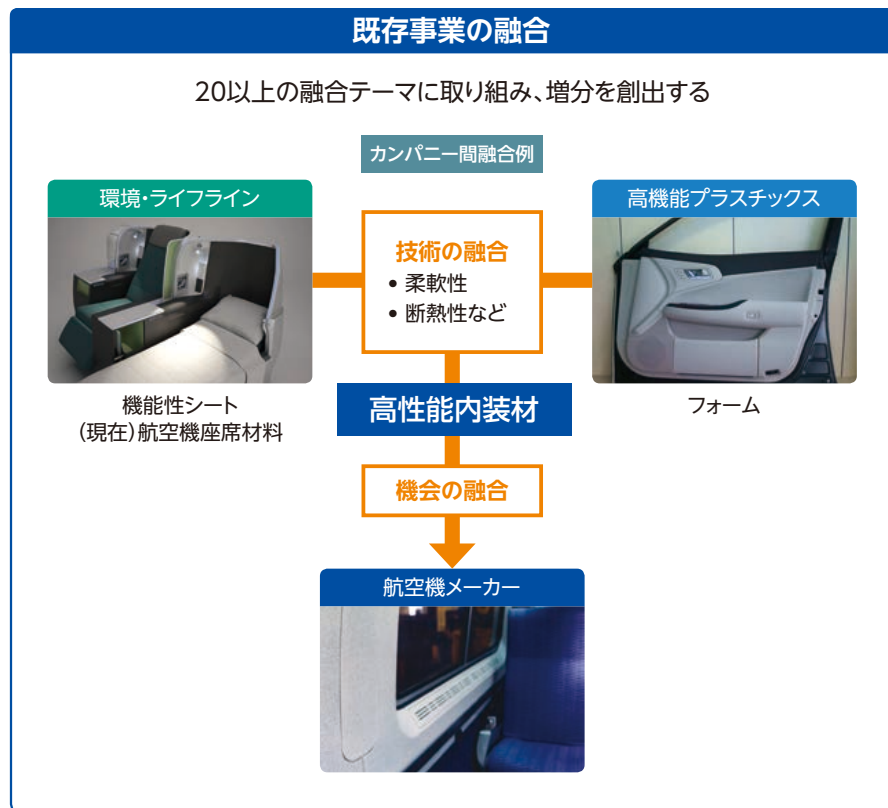 既存事業の融合
20以上の融合テーマに取り組み、増分を創出する
カンパニー間融合例
環境・ライフライン
機能性シート
(現在)航空機座席材料
技術の融合
• 柔軟性
• 断熱性など
高機能プラスチックス
フォーム
高性能内装材
機会の融合
航空機メーカー